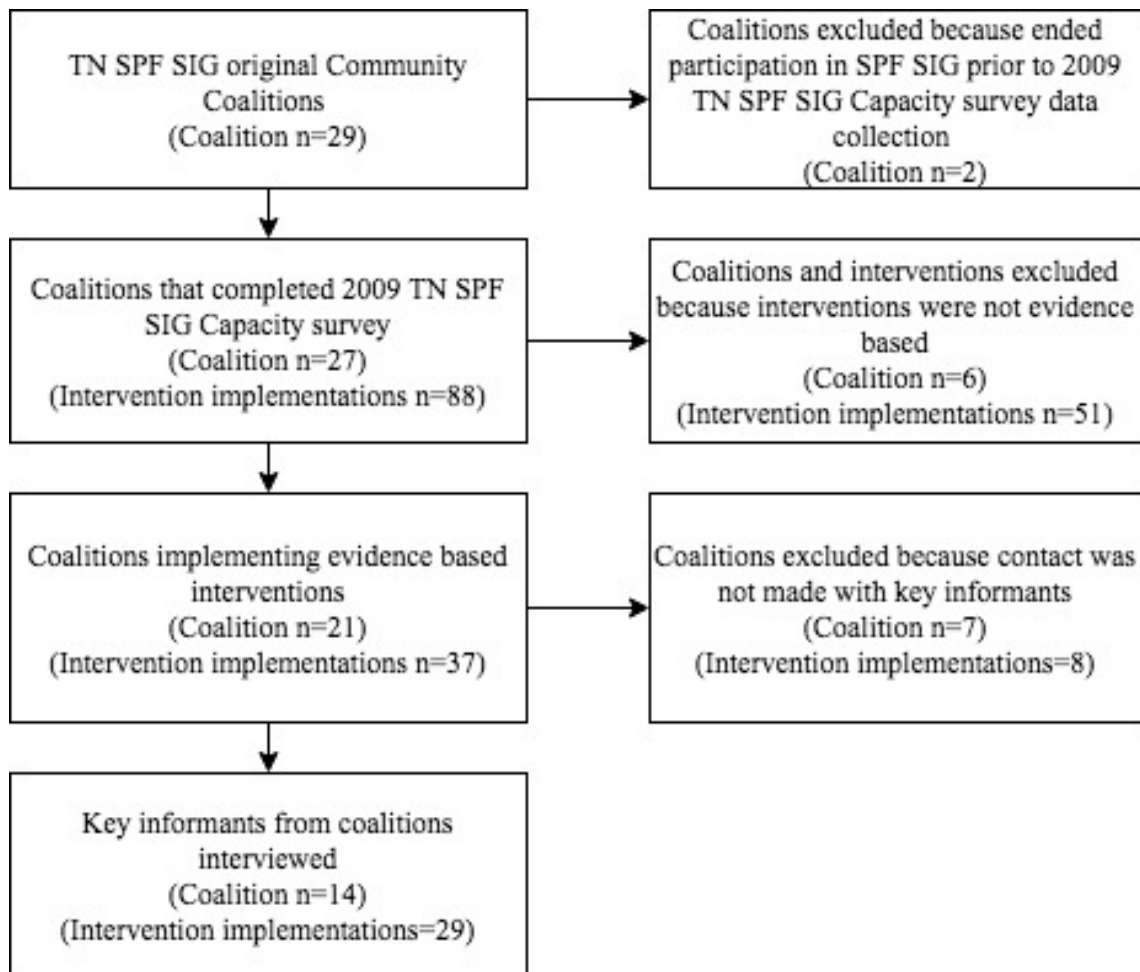 TN SPF SIG original Community
Coalitions
(Coalition n=29)
Coalitions excluded because ended
participation in SPF SIG prior to 2009
TN SPF SIG Capacity survey data
collection
(Coalition n=2)
Coalitions that completed 2009 TN SPF
SIG Capacity survey
(Coalition n=27)
(Intervention implementations n=88)
Coalitions and interventions excluded
because interventions were not evidence
based
(Coalition n=6)
(Intervention implementations n=51)
Coalitions implementing evidence based
interventions
(Coalition n=21)
(Intervention implementations n=37)
Coalitions excluded because contact was
not made with key informants
(Coalition n=7)
(Intervention implementations=8)
Key informants from coalitions
interviewed
(Coalition n=14)
(Intervention implementations=29)